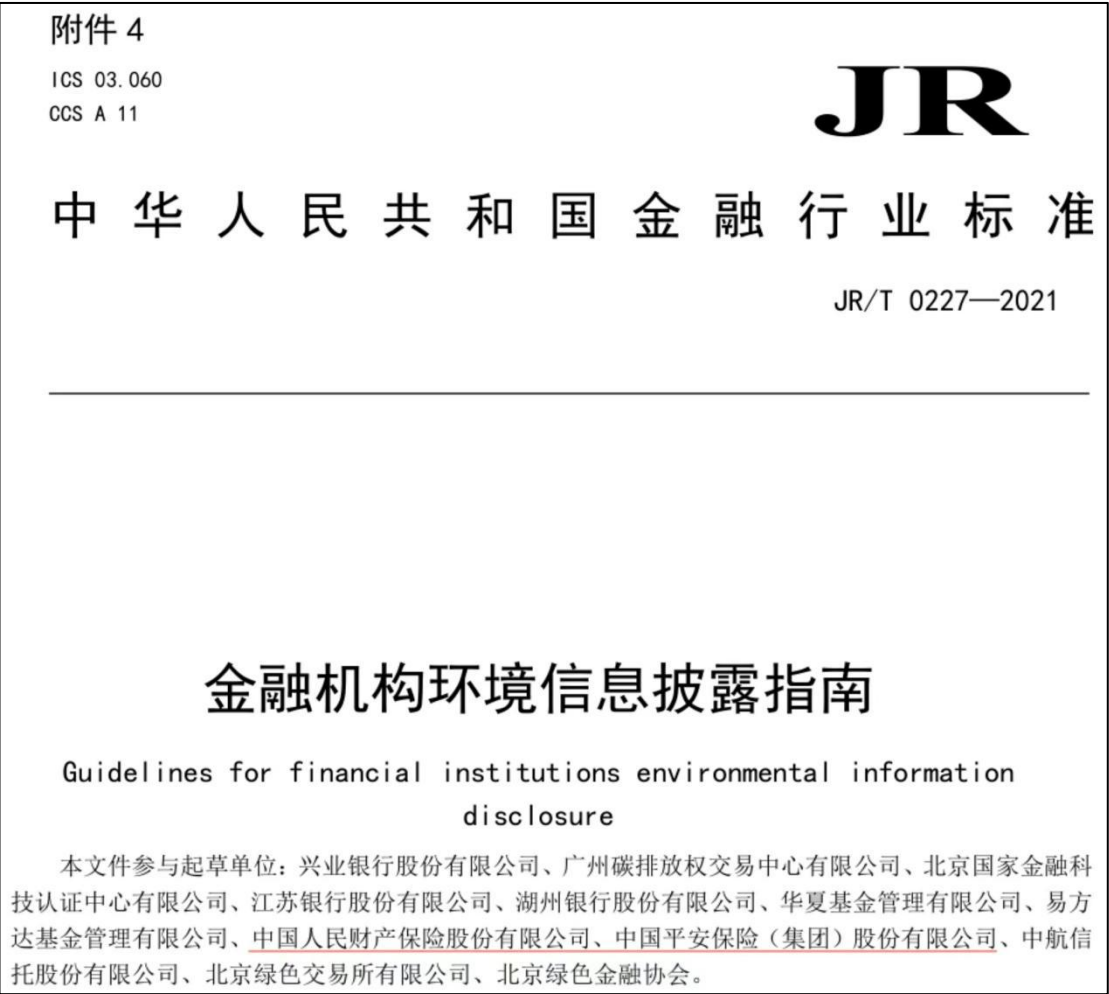 附件 4
ICS 03.060
CCS A 11
JR
中华人民共和国金融行业标准
JR/T 0227—2021
金融机构环境信息披露指南
Guidelines for financial institutions environmental information
disclosure
本文件参与起草单位：兴业银行股份有限公司、广州碳排放权交易中心有限公司、北京国家金融科
技认证中心有限公司、江苏银行股份有限公司、湖州银行股份有限公司、华夏基金管理有限公司、易方
达基金管理有限公司、中国人民财产保险股份有限公司、中国平安保险（集团）股份有限公司、中航信
托股份有限公司、北京绿色交易所有限公司、北京绿色金融协会。